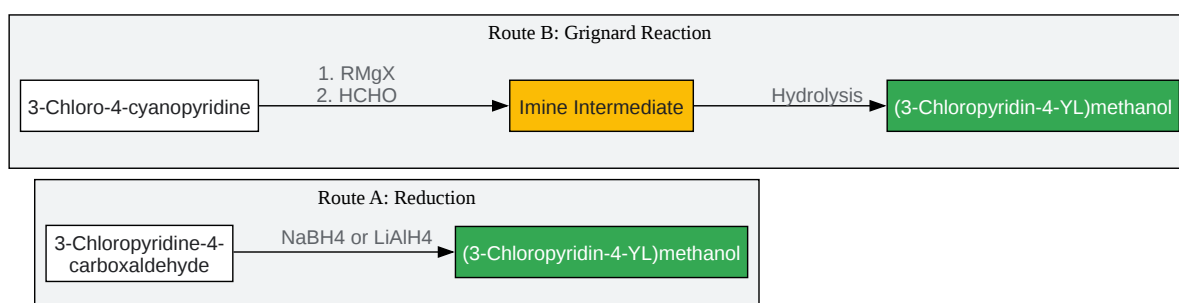 Route B: Grignard Reaction
1. RMgX
2. HCHO
3-Chloro-4-cyanopyridine
Imine Intermediate
Hydrolysis
(3-Chloropyridin-4-YL)methanol
Route A: Reduction
3-Chloropyridine-4-
carboxaldehyde
NaBH4 or LiAlH4
(3-Chloropyridin-4-YL)methanol